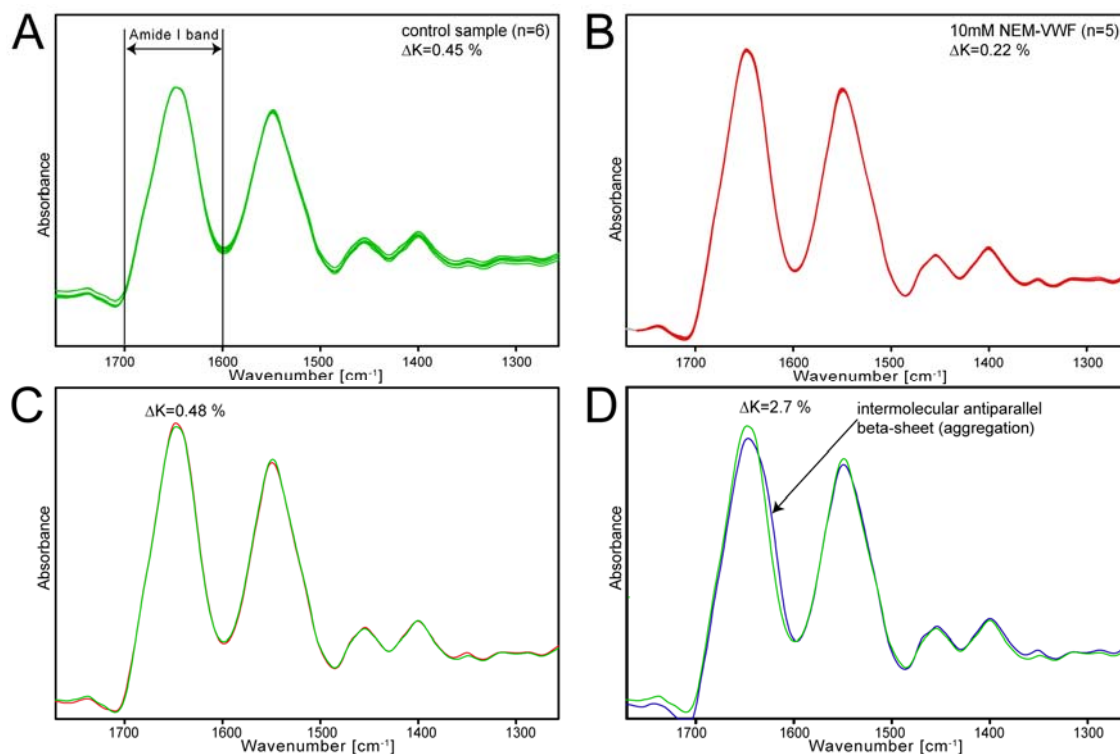 A
Amide I band
control sample (n=6)
ΔK=0.45 %
Absorbance
1700
1600
1500
1400
1300
Wavenumber [cm⁻¹]
B
10mM NEM-VWF (n=5)
ΔK=0.22 %
Absorbance
1700
1600
1500
1400
1300
Wavenumber [cm⁻¹]
C
ΔK=0.48 %
Absorbance
1700
1600
1500
1400
1300
Wavenumber [cm⁻¹]
D
ΔK=2.7 %
intermolecular antiparallel
beta-sheet (aggregation)
Absorbance
1700
1600
1500
1400
1300
Wavenumber [cm⁻¹]